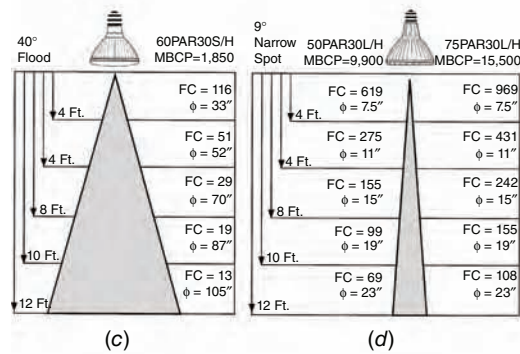 40°
Flood
60PAR30S/H
MBCP=1,850
FC = 116
ϕ = 33″
4 Ft.
FC = 51
ϕ = 52″
4 Ft.
FC = 29
ϕ = 70″
8 Ft.
FC = 19
ϕ = 87″
10 Ft.
FC = 13
ϕ = 105″
12 Ft.
(c)
9°
Narrow
Spot
50PAR30L/H
MBCP=9,900
75PAR30L/H
MBCP=15,500
FC = 619
ϕ = 7.5″
FC = 969
ϕ = 7.5″
4 Ft.
FC = 275
ϕ = 11″
FC = 431
ϕ = 11″
4 Ft.
FC = 155
ϕ = 15″
FC = 242
ϕ = 15″
8 Ft.
FC = 99
ϕ = 19″
FC = 155
ϕ = 19″
10 Ft.
FC = 69
ϕ = 23″
FC = 108
ϕ = 23″
12 Ft.
(d)